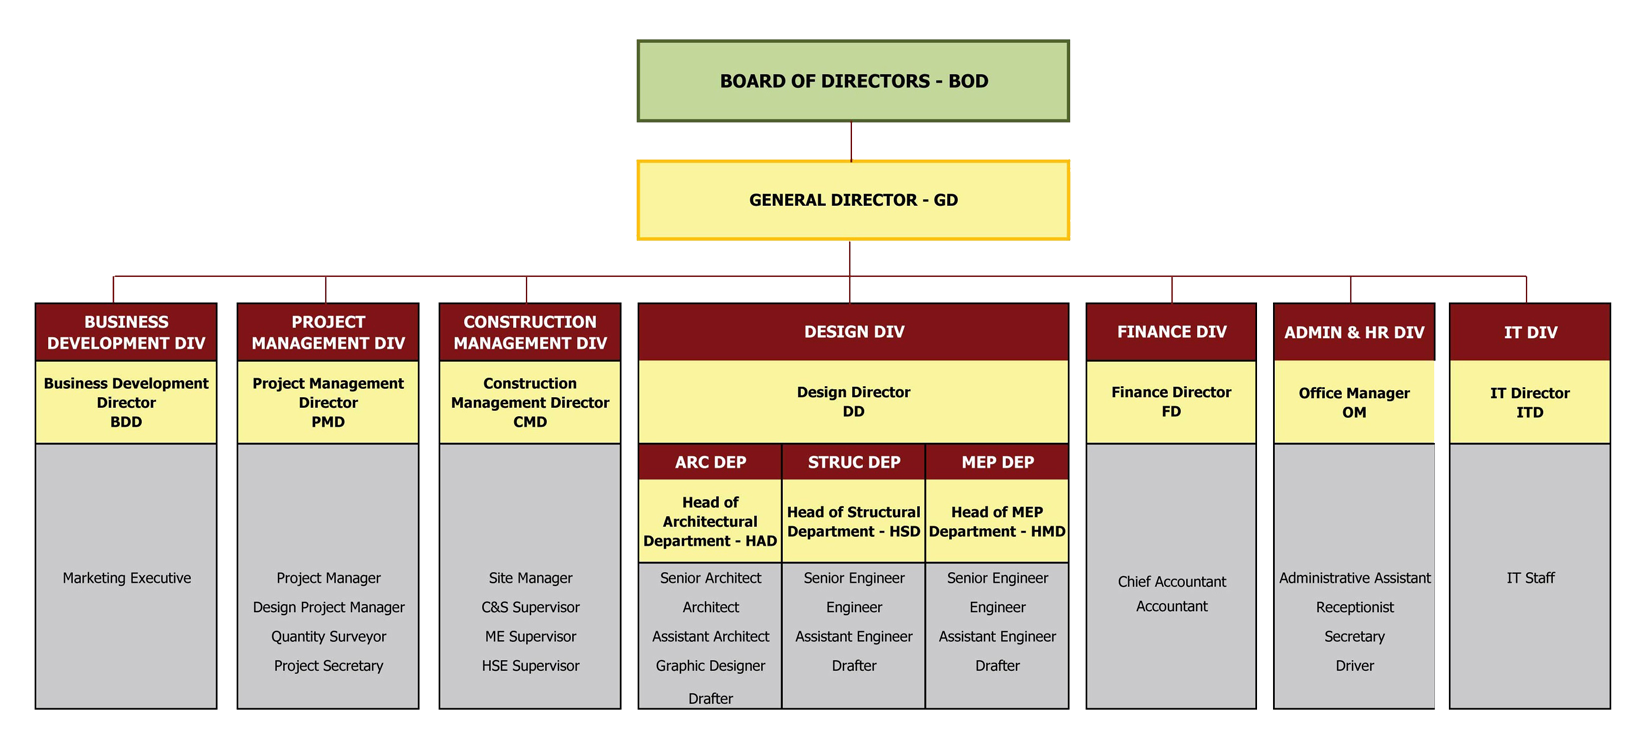 BOARD OF DIRECTORS - BOD
GENERAL DIRECTOR - GD
BUSINESS
DEVELOPMENT DIV
Business Development
Director
BDD
Marketing Executive
PROJECT
MANAGEMENT DIV
Project Management
Director
PMD
Project Manager
Design Project Manager
Quantity Surveyor
Project Secretary
CONSTRUCTION
MANAGEMENT DIV
Construction
Management Director
CMD
Site Manager
C&S Supervisor
ME Supervisor
HSE Supervisor
DESIGN DIV
Design Director
DD
ARC DEP
Head of
Architectural
Department - HAD
Senior Architect
Architect
Assistant Architect
Graphic Designer
Drafter
STRUC DEP
Head of Structural
Department - HSD
Senior Engineer
Engineer
Assistant Engineer
Drafter
MEP DEP
Head of MEP
Department - HMD
Senior Engineer
Engineer
Assistant Engineer
Drafter
FINANCE DIV
Finance Director
FD
Chief Accountant
Accountant
ADMIN & HR DIV
Office Manager
OM
Administrative Assistant
Receptionist
Secretary
Driver
IT DIV
IT Director
ITD
IT Staff